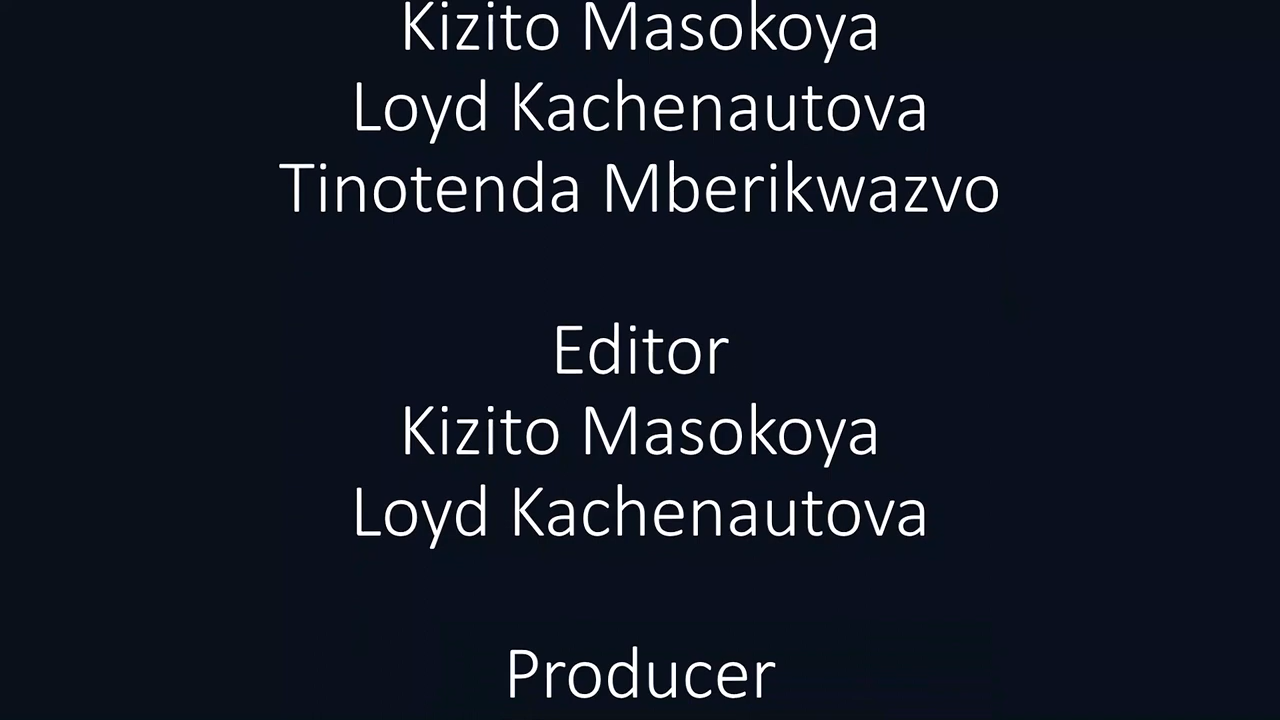 Kizito Masokoya
Loyd Kachenautova
Tinotenda Mberikwazvo
Editor
Kizito Masokoya
Loyd Kachenautova
Producer